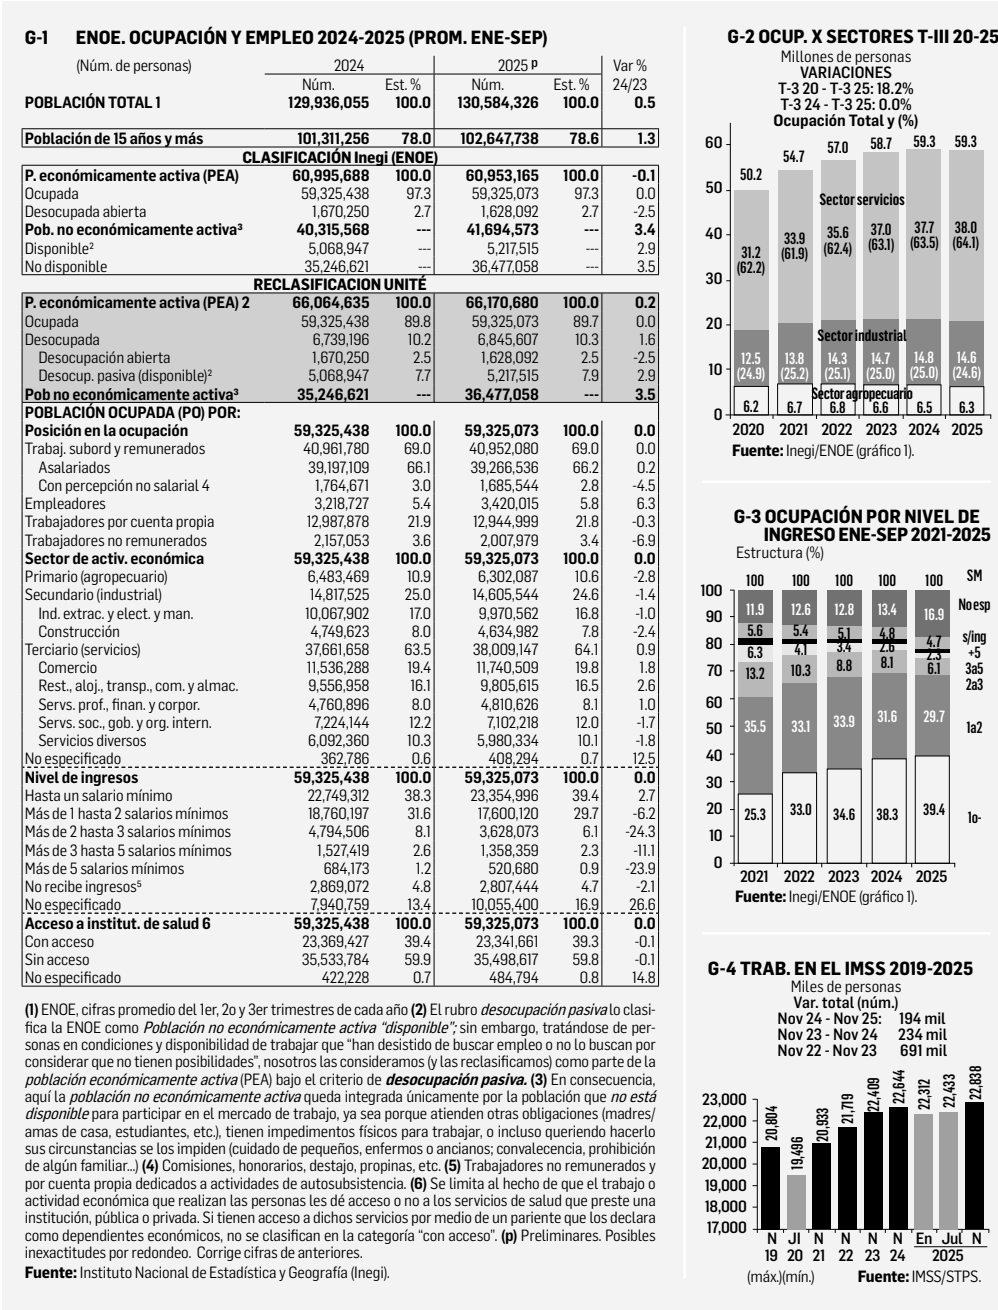 G-1 ENOE. OCUPACIÓN Y EMPLEO 2024-2025 (PROM. ENE-SEP)
(Núm. de personas) 2024 2025 p Var %
Núm. Est. % Núm. Est. % 24/23
POBLACIÓN TOTAL 1 129,936,055 100.0 130,584,326 100.0 0.5
Población de 15 años y más 101,311,256 78.0 102,647,738 78.6 1.3
CLASIFICACIÓN Inegi (ENOE)
P. económicamente activa (PEA) 60,995,688 100.0 60,953,165 100.0 -0.1
Ocupada 59,325,438 97.3 59,325,073 97.3 0.0
Desocupada abierta 1,670,250 2.7 1,628,092 2.7 -2.5
Pob. no económicamente activa³ 40,315,568 --- 41,694,573 --- 3.4
Disponible² 5,068,947 --- 5,217,515 --- 2.9
No disponible 35,246,621 --- 36,477,058 --- 3.5
RECLASIFICACION UNITÉ
P. económicamente activa (PEA) 2 66,064,635 100.0 66,170,680 100.0 0.2
Ocupada 59,325,438 89.8 59,325,073 89.7 0.0
Desocupada 6,739,196 10.2 6,845,607 10.3 1.6
Desocupación abierta 1,670,250 2.5 1,628,092 2.5 -2.5
Desocup. pasiva (disponible)² 5,068,947 7.7 5,217,515 7.9 2.9
Pob no económicamente activa³ 35,246,621 --- 36,477,058 --- 3.5
POBLACIÓN OCUPADA (PO) POR:
Posición en la ocupación 59,325,438 100.0 59,325,073 100.0 0.0
Trabaj. subord y remunerados 40,961,780 69.0 40,952,080 69.0 0.0
Asalariados 39,197,109 66.1 39,266,536 66.2 0.2
Con percepción no salarial 4 1,764,671 3.0 1,685,544 2.8 -4.5
Empleadores 3,218,727 5.4 3,420,015 5.8 6.3
Trabajadores por cuenta propia 12,987,878 21.9 12,944,999 21.8 -0.3
Trabajadores no remunerados 2,157,053 3.6 2,007,979 3.4 -6.9
Sector de activ. económica 59,325,438 100.0 59,325,073 100.0 0.0
Primario (agropecuario) 6,483,469 10.9 6,302,087 10.6 -2.8
Secundario (industrial) 14,817,525 25.0 14,605,544 24.6 -1.4
Ind. extrac. y elect. y man. 10,067,902 17.0 9,970,562 16.8 -1.0
Construcción 4,749,623 8.0 4,634,982 7.8 -2.4
Terciario (servicios) 37,661,658 63.5 38,009,147 64.1 0.9
Comercio 11,536,288 19.4 11,740,509 19.8 1.8
Rest., aloj., transp., com. y almac. 9,556,958 16.1 9,805,615 16.5 2.6
Servs. prof., finan. y corpor. 4,760,896 8.0 4,810,626 8.1 1.0
Servs. soc., gob. y org. intern. 7,224,144 12.2 7,102,218 12.0 -1.7
Servicios diversos 6,092,360 10.3 5,980,334 10.1 -1.8
No especificado 362,786 0.6 408,294 0.7 12.5
Nivel de ingresos 59,325,438 100.0 59,325,073 100.0 0.0
Hasta un salario mínimo 22,749,312 38.3 23,354,996 39.4 2.7
Más de 1 hasta 2 salarios mínimos 18,760,197 31.6 17,600,120 29.7 -6.2
Más de 2 hasta 3 salarios mínimos 4,794,506 8.1 3,628,073 6.1 -24.3
Más de 3 hasta 5 salarios mínimos 1,527,419 2.6 1,358,359 2.3 -11.1
Más de 5 salarios mínimos 684,173 1.2 520,680 0.9 -23.9
No recibe ingresos⁵ 2,869,072 4.8 2,807,444 4.7 -2.1
No especificado 7,940,759 13.4 10,055,400 16.9 26.6
Acceso a institut. de salud 6 59,325,438 100.0 59,325,073 100.0 0.0
Con acceso 23,369,427 39.4 23,341,661 39.3 -0.1
Sin acceso 35,533,784 59.9 35,498,617 59.8 -0.1
No especificado 422,228 0.7 484,794 0.8 14.8
(1) ENOE, cifras promedio del 1er, 2o y 3er trimestres de cada año (2) El rubro desocupación pasiva lo clasi-
fica la ENOE como Población no económicamente activa “disponible”; sin embargo, tratándose de per-
sonas en condiciones y disponibilidad de trabajar que “han desistido de buscar empleo o no lo buscan por
considerar que no tienen posibilidades”, nosotros las consideramos (y las reclasificamos) como parte de la
población económicamente activa (PEA) bajo el criterio de desocupación pasiva. (3) En consecuencia,
aquí la población no económicamente activa queda integrada únicamente por la población que no está
disponible para participar en el mercado de trabajo, ya sea porque atienden otras obligaciones (madres/
amas de casa, estudiantes, etc.), tienen impedimentos físicos para trabajar, o incluso queriendo hacerlo
sus circunstancias se los impiden (cuidado de pequeños, enfermos o ancianos; convalecencia, prohibición
de algún familiar...) (4) Comisiones, honorarios, destajo, propinas, etc. (5) Trabajadores no remunerados y
por cuenta propia dedicados a actividades de autosubsistencia. (6) Se limita al hecho de que el trabajo o
actividad económica que realizan las personas les dé acceso o no a los servicios de salud que preste una
institución, pública o privada. Si tienen acceso a dichos servicios por medio de un pariente que los declara
como dependientes económicos, no se clasifican en la categoría “con acceso”. (p) Preliminares. Posibles
inexactitudes por redondeo. Corrige cifras de anteriores.
Fuente: Instituto Nacional de Estadística y Geografía (Inegi).
G-2 OCUP. X SECTORES T-III 20-25
Millones de personas
VARIACIONES
T-3 20 - T-3 25: 18.2%
T-3 24 - T-3 25: 0.0%
Ocupación Total y (%)
60
50
40
30
20
10
0
50.2 54.7 57.0 58.7 59.3 59.3
Sector servicios
31.2 33.9 35.6 37.0 37.7 38.0
(62.2) (61.9) (62.4) (63.1) (63.5) (64.1)
Sector industrial
12.5 13.8 14.3 14.7 14.8 14.6
(24.9) (25.2) (25.1) (25.0) (25.0) (24.6)
Sector agropecuario
6.2 6.7 6.8 6.6 6.5 6.3
2020 2021 2022 2023 2024 2025
Fuente: Inegi/ENOE (gráfico 1).
G-3 OCUPACIÓN POR NIVEL DE
INGRESO ENE-SEP 2021-2025
Estructura (%)
100 100 100 100 100 SM
100
90
80
70
60
50
40
30
20
10
0
11.9 12.6 12.8 13.4 16.9 No esp
5.6 5.4 5.1 4.8 4.7 s/ing
+5
6.3 4.1 3.4 2.6 2.3 3a5
13.2 10.3 8.8 8.1 6.1 2a3
35.5 33.1 33.9 31.6 29.7 1a2
25.3 33.0 34.6 38.3 39.4 1o-
2021 2022 2023 2024 2025
Fuente: Inegi/ENOE (gráfico 1).
G-4 TRAB. EN EL IMSS 2019-2025
Miles de personas
Var. total (núm.)
Nov 24 - Nov 25: 194 mil
Nov 23 - Nov 24 234 mil
Nov 22 - Nov 23 691 mil
23,000
22,000
21,000
20,000
19,000
18,000
17,000
20,804 19,496 20,933 21,719 22,409 22,644 22,312 22,433 22,838
N Jl N N N N En Jul N
19 20 21 22 23 24 2025
(máx.)(mín.) Fuente: IMSS/STPS.